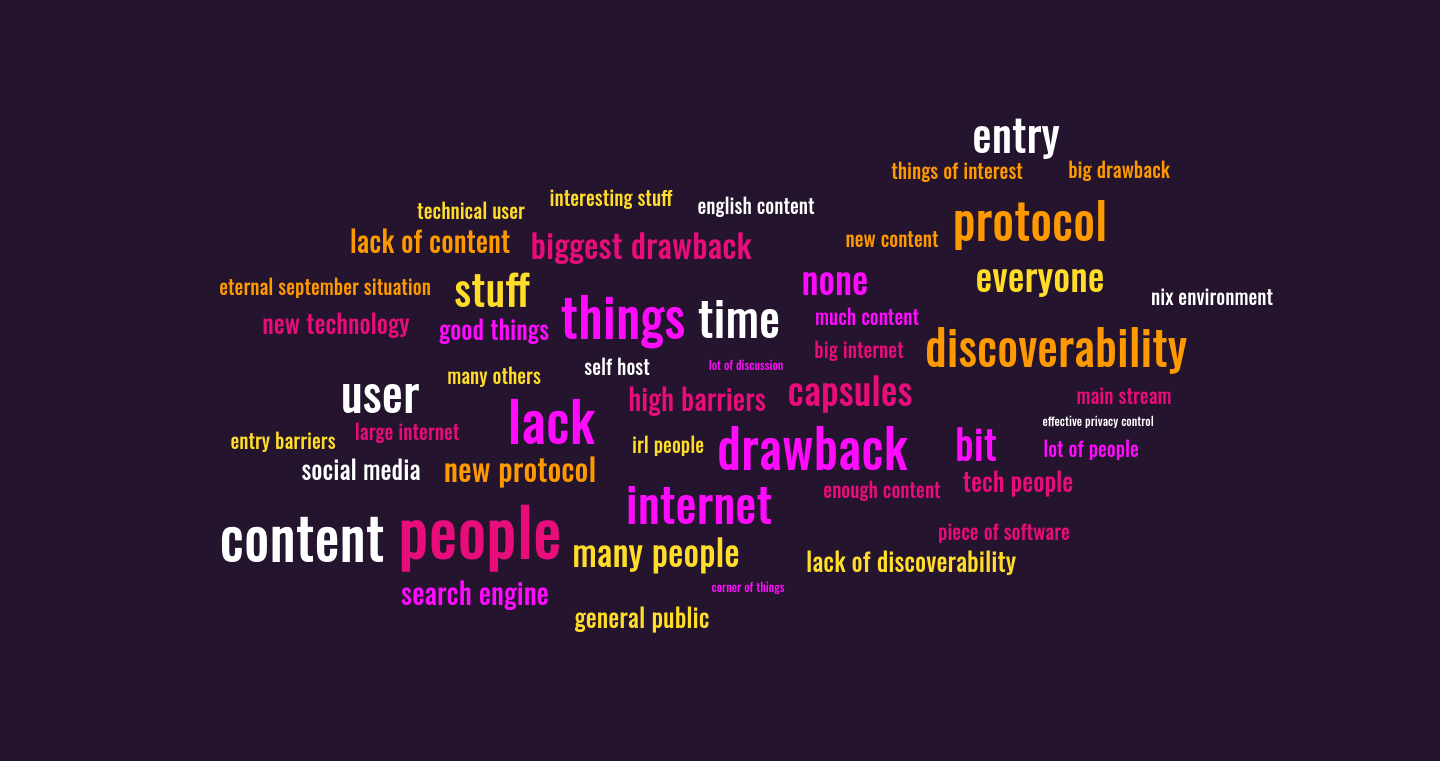 entry
things of interest
big drawback
interesting stuff
technical user
english content
protocol
lack of content
biggest drawback
new content
everyone
none
eternal september situation
stuff
nix environment
things
time
much content
new technology
good things
big internet
discoverability
self host
lot of discussion
many others
user
high barriers
capsules
main stream
lack
effective privacy control
entry barriers
large internet
irl people
drawback
bit
lot of people
social media
new protocol
tech people
enough content
internet
content
people
piece of software
many people
lack of discoverability
search engine
corner of things
general public